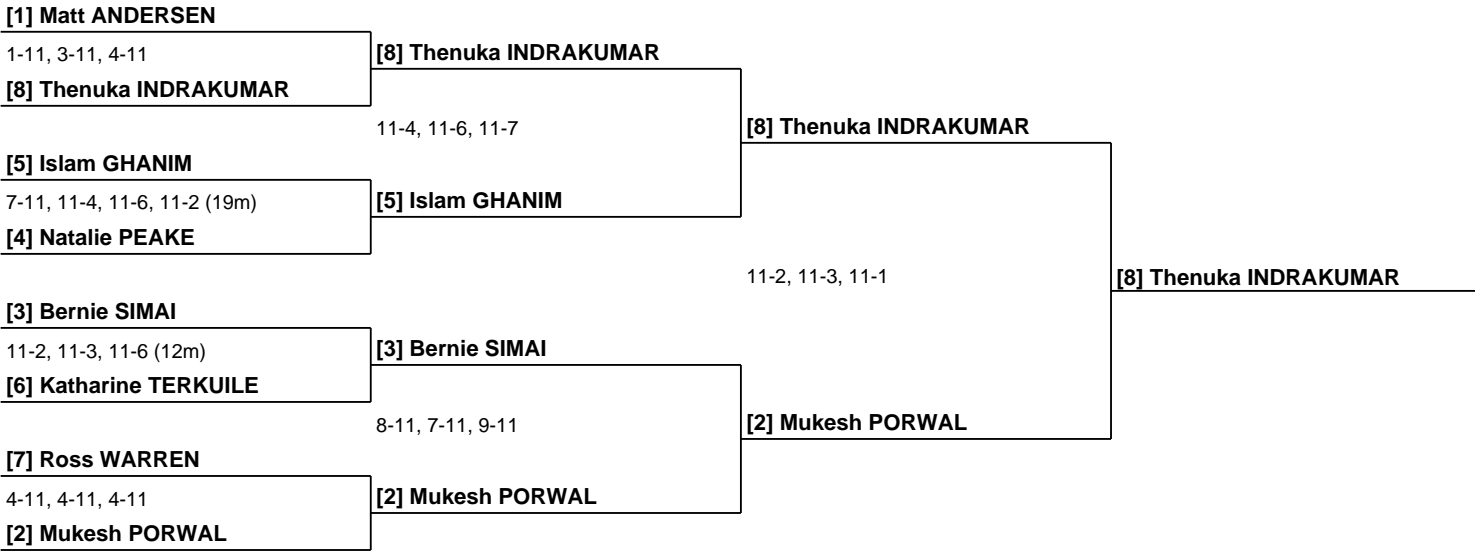 [1] Matt ANDERSEN
1-11, 3-11, 4-11
[8] Thenuka INDRAKUMAR
[8] Thenuka INDRAKUMAR
11-4, 11-6, 11-7
[8] Thenuka INDRAKUMAR
[5] Islam GHANIM
7-11, 11-4, 11-6, 11-2 (19m)
[5] Islam GHANIM
[4] Natalie PEAKE
11-2, 11-3, 11-1
[8] Thenuka INDRAKUMAR
[3] Bernie SIMAI
11-2, 11-3, 11-6 (12m)
[3] Bernie SIMAI
[6] Katharine TERKUILE
8-11, 7-11, 9-11
[2] Mukesh PORWAL
[7] Ross WARREN
4-11, 4-11, 4-11
[2] Mukesh PORWAL
[2] Mukesh PORWAL